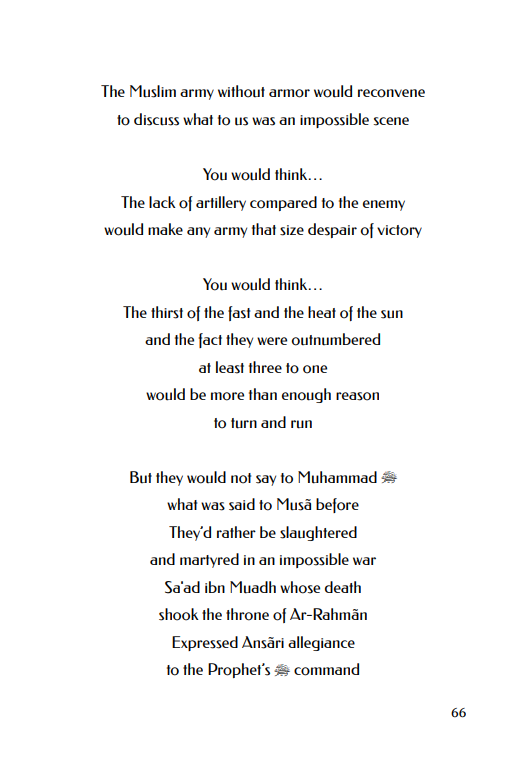 The Muslim army without armor would reconvene
to discuss what to us was an impossible scene
You would think…
The lack of artillery compared to the enemy
would make any army that size despair of victory
You would think…
The thirst of the fast and the heat of the sun
and the fact they were outnumbered
at least three to one
would be more than enough reason
to turn and run
But they would not say to Muhammad ﷺ
what was said to Musã before
They’d rather be slaughtered
and martyred in an impossible war
Sa’ad ibn Muadh whose death
shook the throne of Ar-Rahmãn
Expressed Ansãri allegiance
to the Prophet’s ﷺ command
66